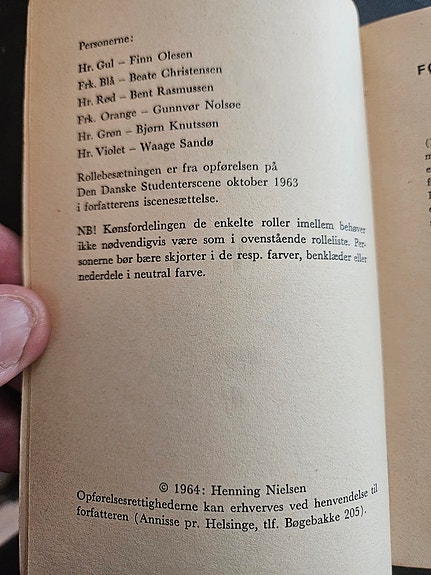 Personerne:
Hr. Gul – Finn Olesen
Frk. Blå – Beate Christensen
Hr. Rød – Bent Rasmussen
Frk. Orange – Gunnvør Nolsøe
Hr. Grøn – Bjørn Knutssøn
Hr. Violet – Waage Sandø
Rollebesætningen er fra opførelsen på
Den Danske Studenterscene oktober 1963
i forfatterens iscenesættelse.
NB! Kønsfordelingen de enkelte roller imellem behøver
ikke nødvendigvis være som i ovenstående rolleliste. Per-
sonerne bør bære skjorter i de resp. farver, benklæder eller
nederdele i neutral farve.
© 1964: Henning Nielsen
Opførelsesrettighederne kan erhverves ved henvendelse til
forfatteren (Annisse pr. Helsinge, tlf. Bøgebakke 205).